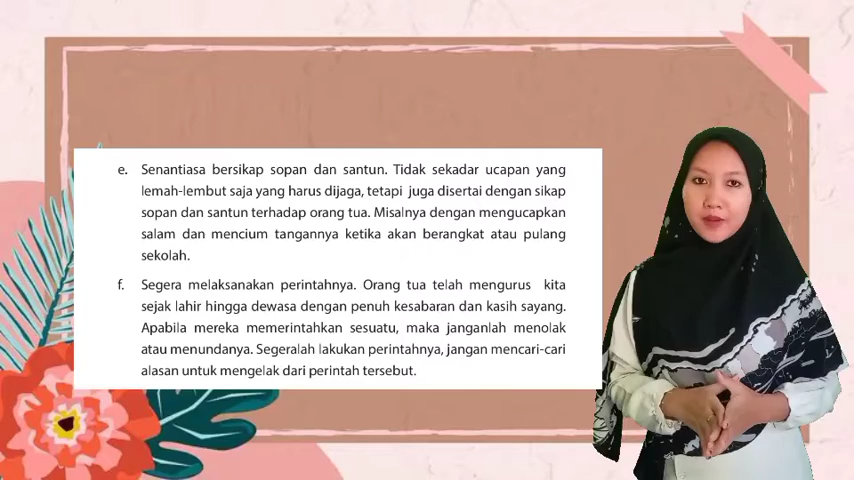 e. Senantiasa bersikap sopan dan santun. Tidak sekadar ucapan yang
lemah-lembut saja yang harus dijaga, tetapi juga disertai dengan sikap
sopan dan santun terhadap orang tua. Misalnya dengan mengucapkan
salam dan mencium tangannya ketika akan berangkat atau pulang
sekolah.
f. Segera melaksanakan perintahnya. Orang tua telah mengurus kita
sejak lahir hingga dewasa dengan penuh kesabaran dan kasih sayang.
Apabila mereka memerintahkan sesuatu, maka janganlah menolak
atau menundanya. Segeralah lakukan perintahnya, jangan mencari-cari
alasan untuk mengelak dari perintah tersebut.